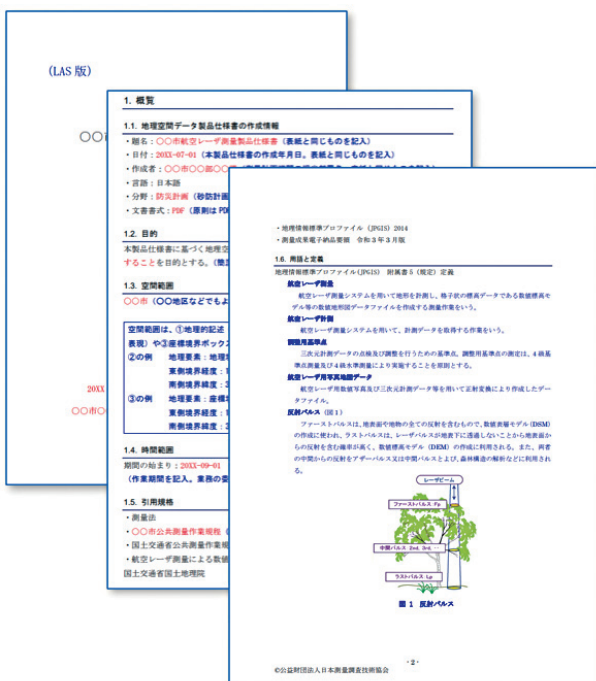 (LAS 版)
〇〇市
20XX
〇〇市〇
1. 概覧
1.1. 地理空間データ製品仕様書の作成情報
・題名：〇〇市航空レーザ測量製品仕様書（表紙と同じものを記入）
・日付：20XX-07-01（本製品仕様書の作成年月日。表紙と同じものを記入）
・作成者：〇〇市〇〇部〇〇
・言語：日本語
・分野：防災計画（砂防計画
・文書書式：PDF（原則は PD
1.2. 目的
本製品仕様書に基づく地理空
することを目的とする。（簡
1.3. 空間範囲
〇〇市（〇〇地区などでもよ
空間範囲は、①地理的記述
表現）や③座標境界ボックス
②の例 地理要素：地理境
東側境界経度：1
南側境界緯度：3
③の例 地理要素：座標
東側境界経度：1
南側境界緯度：3
1.4. 時間範囲
期間の始まり：20XX-09-01
（作業期間を記入。業務の委
1.5. 引用規格
・測量法
・〇〇市公共測量作業規程（
・国土交通省公共測量作業規
・航空レーザ測量による数値
国土交通省国土地理院
・地理情報標準プロファイル（JPGIS）2014
・測量成果電子納品要領　令和 3 年 3 月版
1.6. 用語と定義
地理情報標準プロファイル(JPGIS)　附属書 5（規定）定義
航空レーザ測量
航空レーザ測量システムを用いて地形を計測し、格子状の標高データである数値標高モ
デル等の数値地形図データファイルを作成する測量作業をいう。
航空レーザ計測
航空レーザ測量システムを用いて、計測データを取得する作業をいう。
調整用基準点
三次元計測データの点検及び調整を行うための基準点。調整用基準点の測定は、4 級基
準点測量及び 4 級水準測量により実施することを原則とする。
航空レーザ用写真地図データ
航空レーザ用数値写真及び三次元計測データ等を用いて正射変換により作成したデー
タファイル。
反射パルス（図 1）
ファーストパルスは、地表面や地物の全ての反射を含むもので、数値表層モデル(DSM)
の作成に使われ、ラストパルスは、レーザパルスが地表下に透過しないことから地表面か
らの反射を含む確率が高く、数値標高モデル(DEM)の作成に利用される。また、両者
の中間からの反射をアザーパルス又は中間パルスとよび、森林構造の解析などに利用され
る。
レーザビーム
ファーストパルス Fp
中間パルス 2nd, 3rd, ‥
ラストパルス Lp
図 1 反射パルス
- 2 -
©公益財団法人日本測量調査技術協会